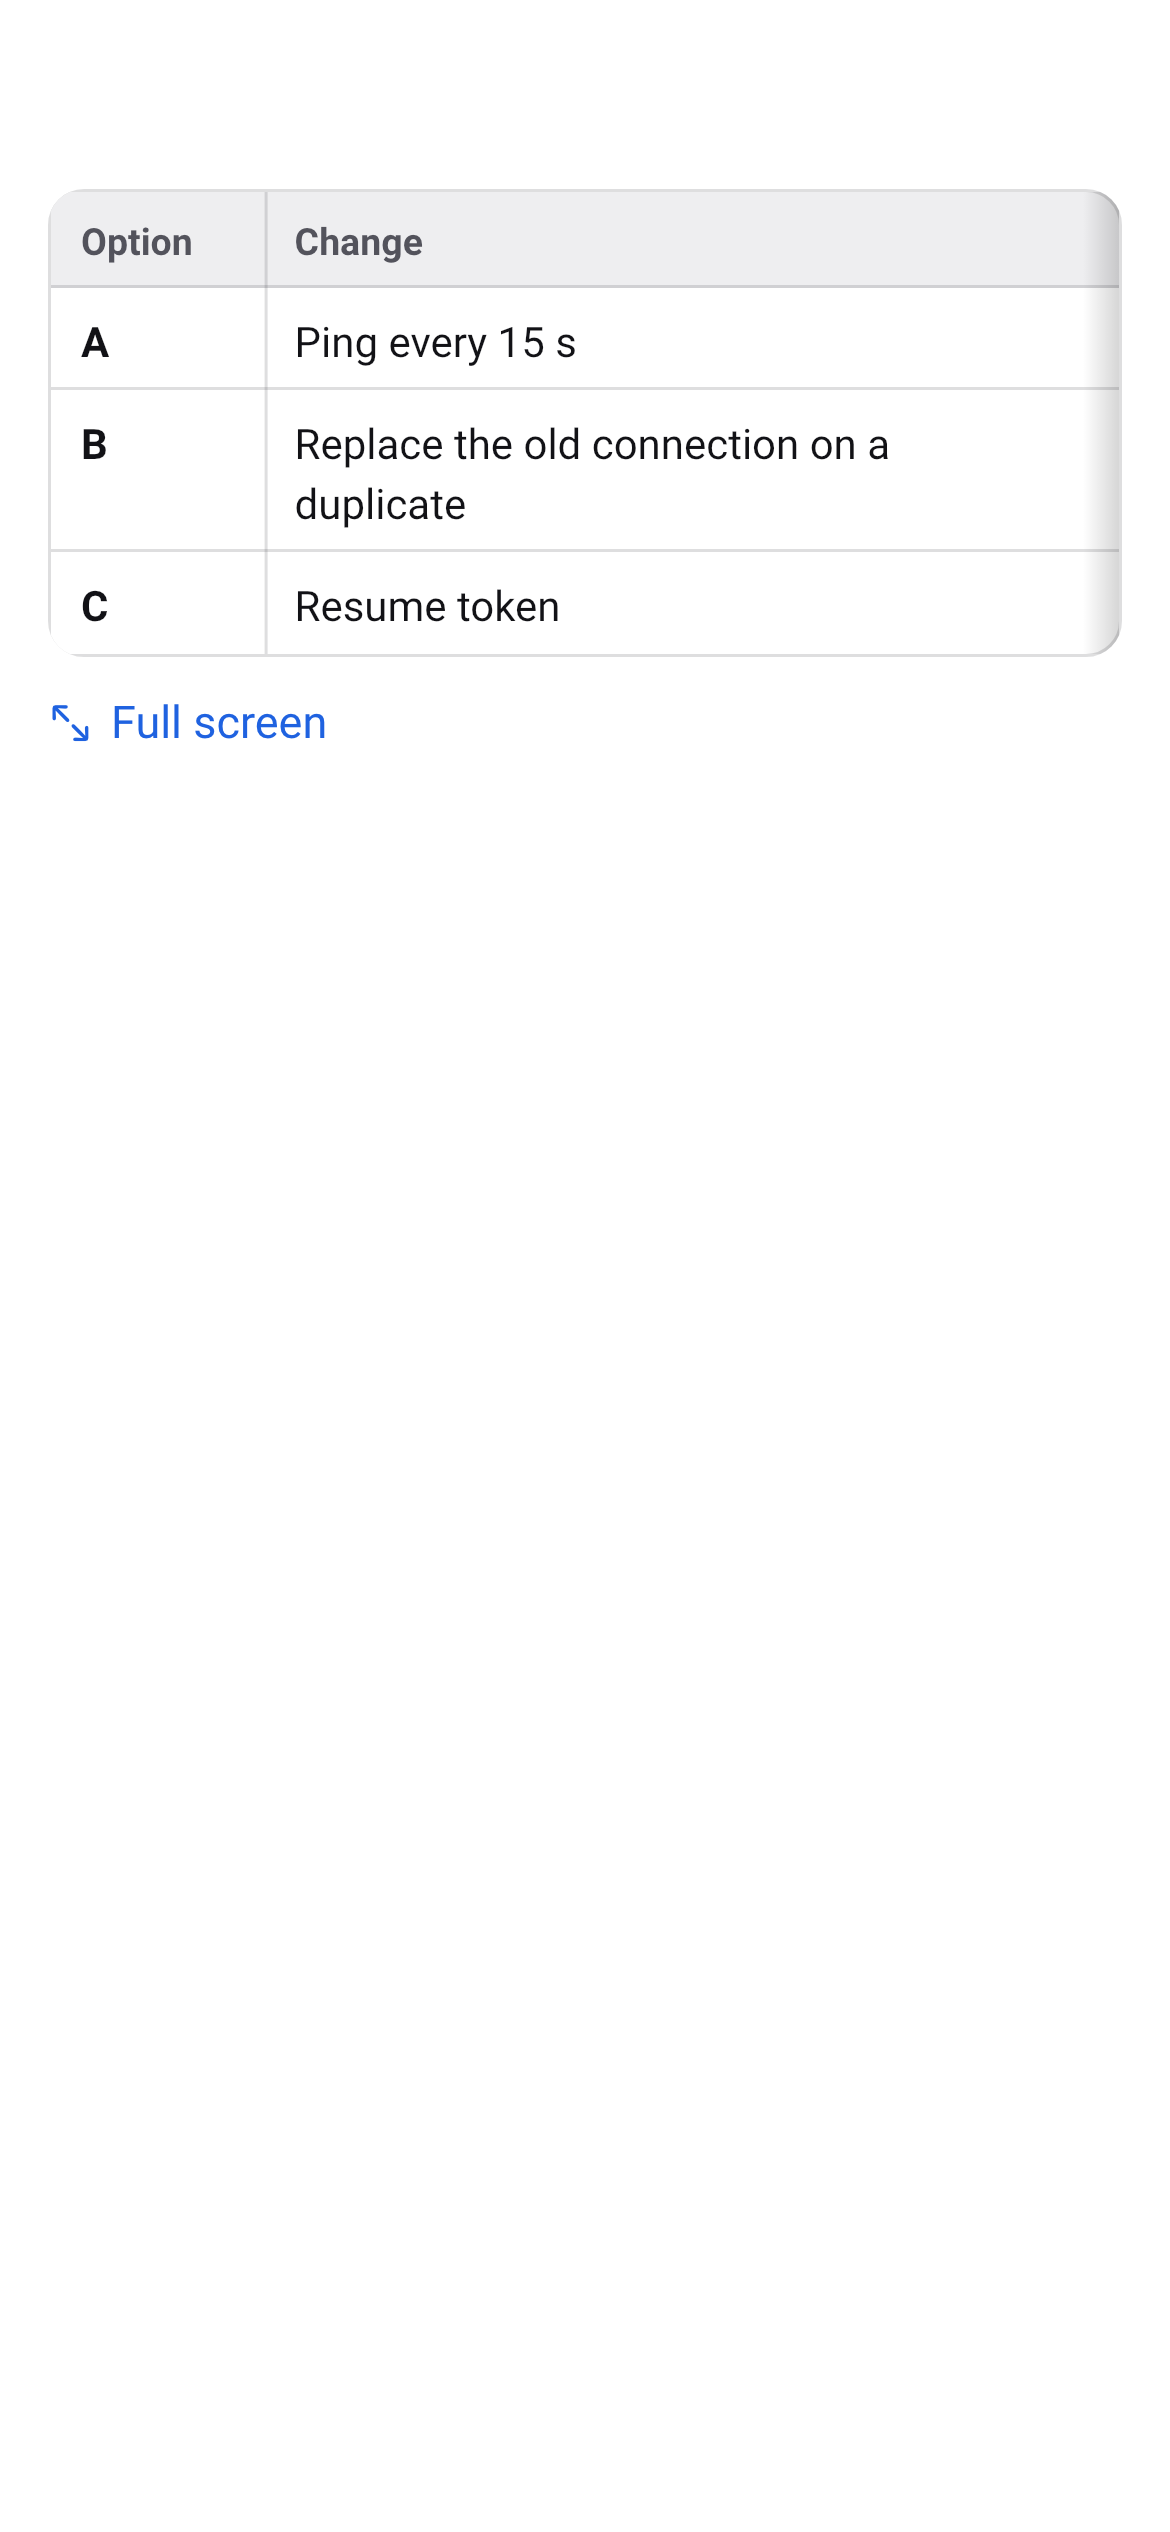 Option Change
A Ping every 15 s
B Replace the old connection on a
duplicate
C Resume token
Full screen